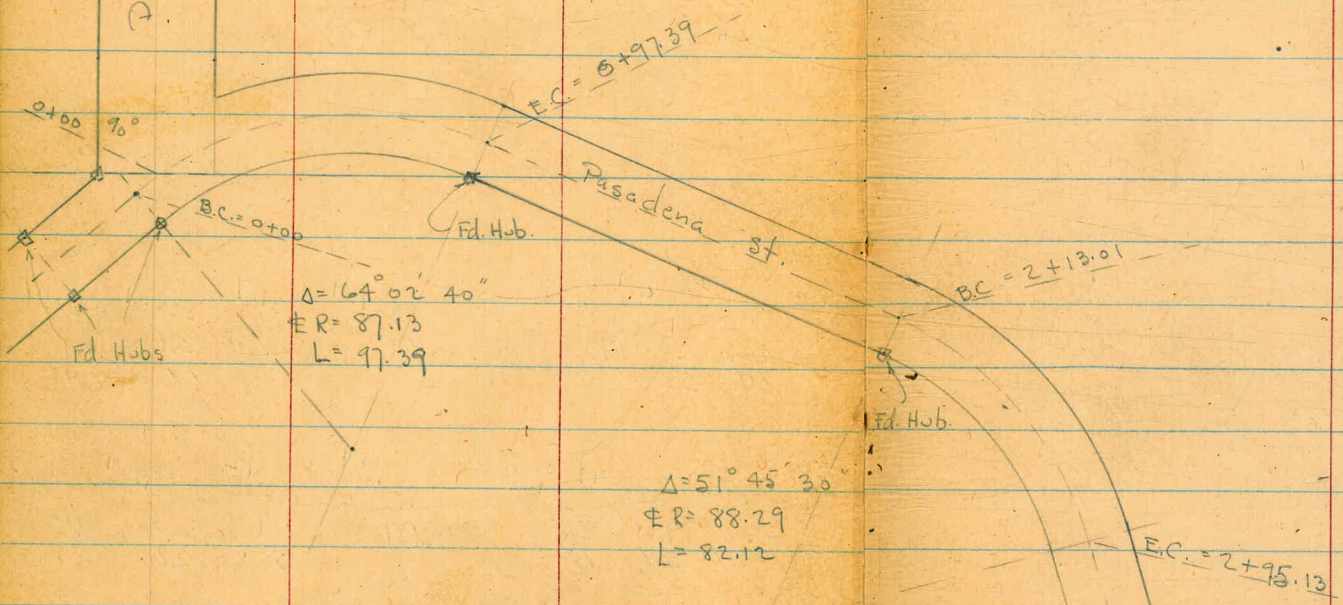 E.C. = 0+97.39
0+00 90°
B.C. = 0+00
Pasadena St.
Fd. Hub.
B.C = 2+13.01
Δ= 64° 02' 40"
℄ R= 87.13
L= 97.39
Fd. Hubs
Fd. Hub.
Δ= 51° 45' 30"
℄ R= 88.29
L= 82.12
E.C. = 2+95.13